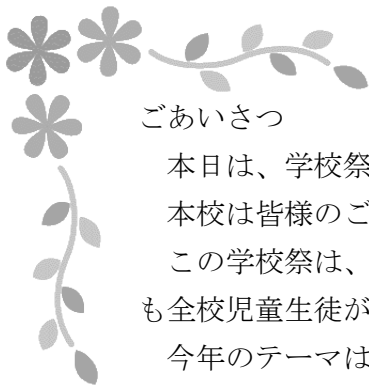 ごあいさつ
本日は、学校祭
本校は皆様のご
この学校祭は、
も全校児童生徒が
今年のテーマは